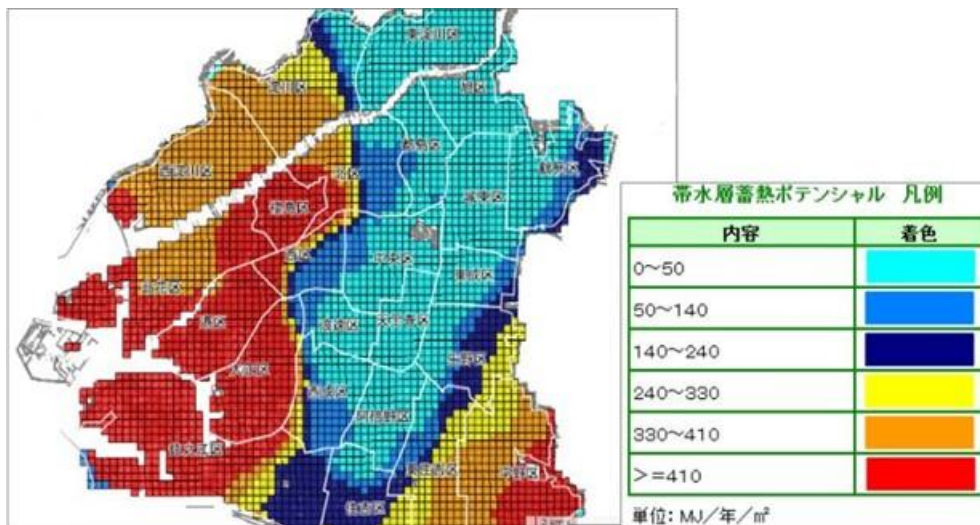 東淀川区
淀川区
旭区
都島区
鶴見区
西淀川区
北区
福島区
城東区
西区
中央区
東成区
此花区
港区
浪速区
天王寺区
大正区
生野区
西成区
阿倍野区
住之江区
東住吉区
平野区
住吉区
帯水層蓄熱ポテンシャル 凡例
内容 着色
0～50
50～140
140～240
240～330
330～410
>=410
単位: MJ/年/㎡